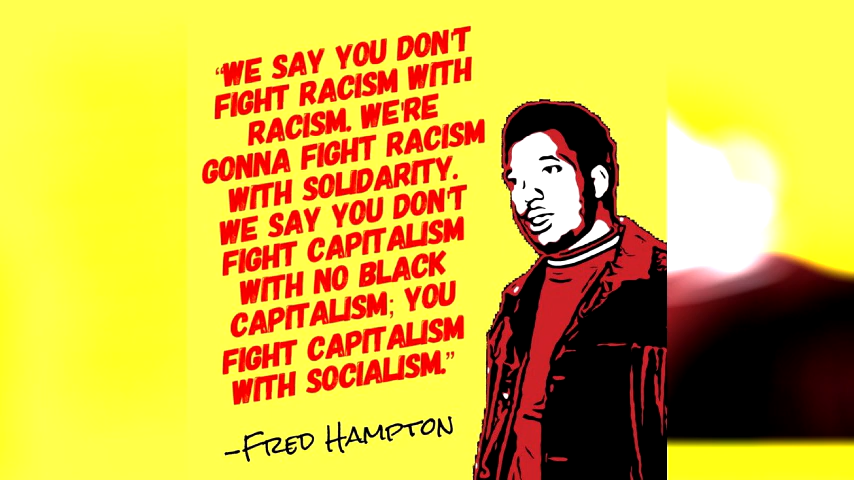 “WE SAY YOU DON'T
FIGHT RACISM WITH
RACISM. WE'RE
GONNA FIGHT RACISM
WITH SOLIDARITY.
WE SAY YOU DON'T
FIGHT CAPITALISM
WITH NO BLACK
CAPITALISM; YOU
FIGHT CAPITALISM
WITH SOCIALISM.”
-FRED HAMPTON